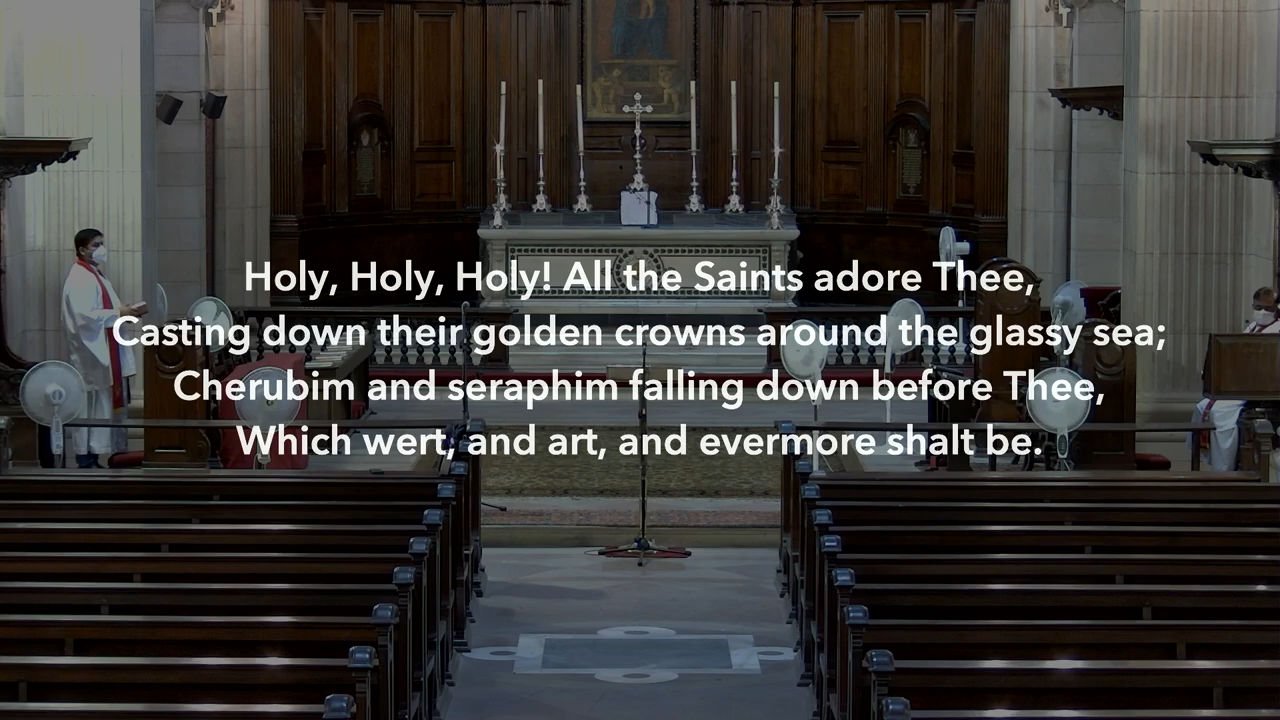 Holy, Holy, Holy! All the Saints adore Thee,
Casting down their golden crowns around the glassy sea;
Cherubim and seraphim falling down before Thee,
Which wert, and art, and evermore shalt be.